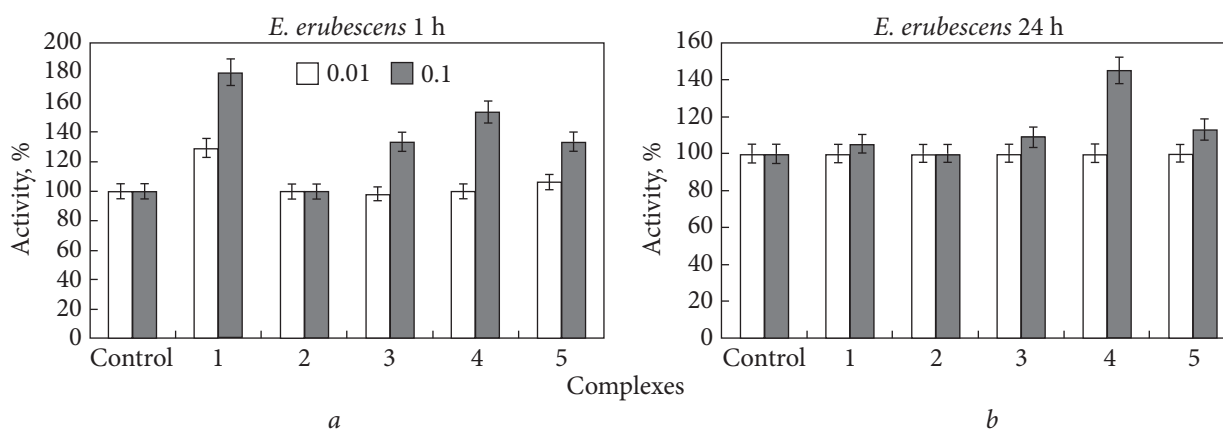 E. erubescens 1 h
200
180
160
140
120
100
80
60
40
20
0
Activity, %
0.01 0.1
Control 1 2 3 4 5
a
E. erubescens 24 h
160
140
120
100
80
60
40
20
0
Activity, %
Control 1 2 3 4 5
b
Complexes